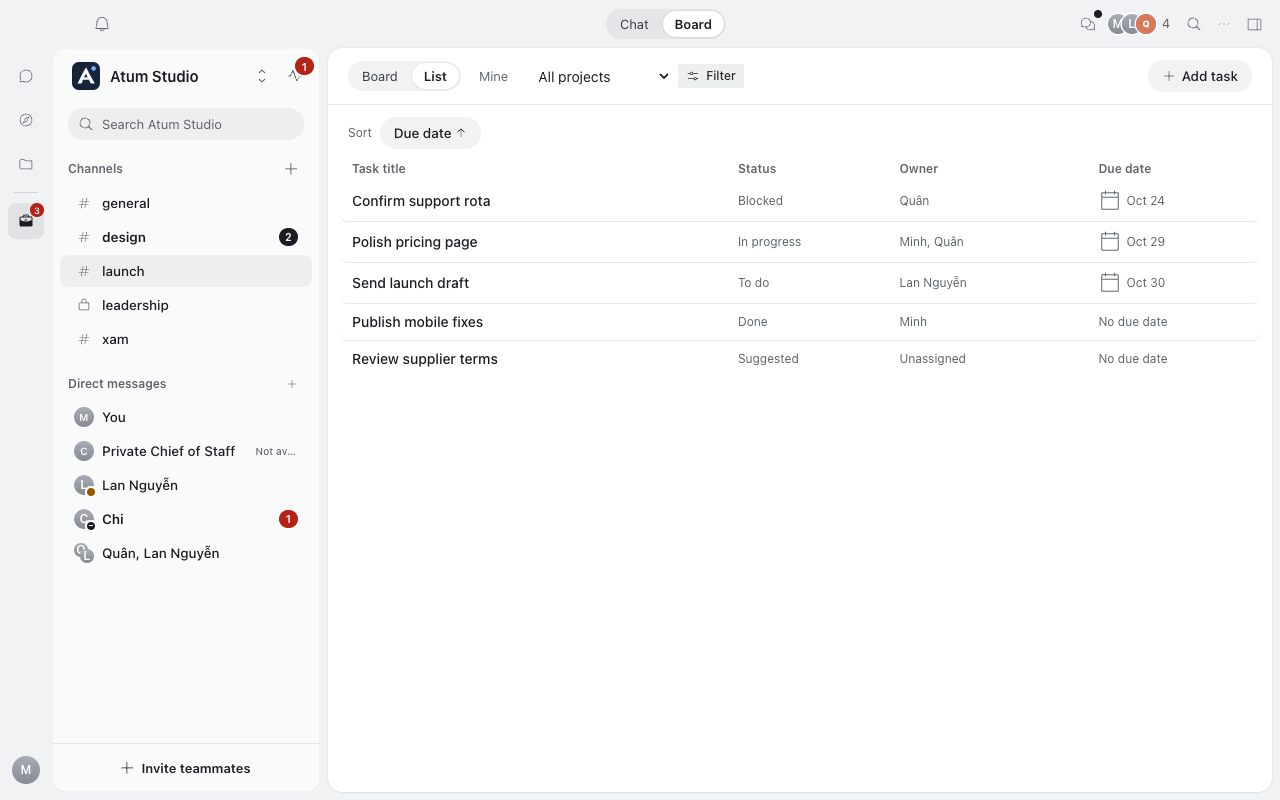 Chat
Board
M
L
Q
4
3
M
Atum Studio
1
Search Atum Studio
Channels
# general
# design
2
# launch
leadership
# xam
Direct messages
M You
C Private Chief of Staff
Not av...
L Lan Nguyễn
C Chi
1
Q L Quân, Lan Nguyễn
Invite teammates
Board
List
Mine
All projects
Filter
Add task
Sort
Due date ↑
Task title Status Owner Due date
Confirm support rota Blocked Quân Oct 24
Polish pricing page In progress Minh, Quân Oct 29
Send launch draft To do Lan Nguyễn Oct 30
Publish mobile fixes Done Minh No due date
Review supplier terms Suggested Unassigned No due date